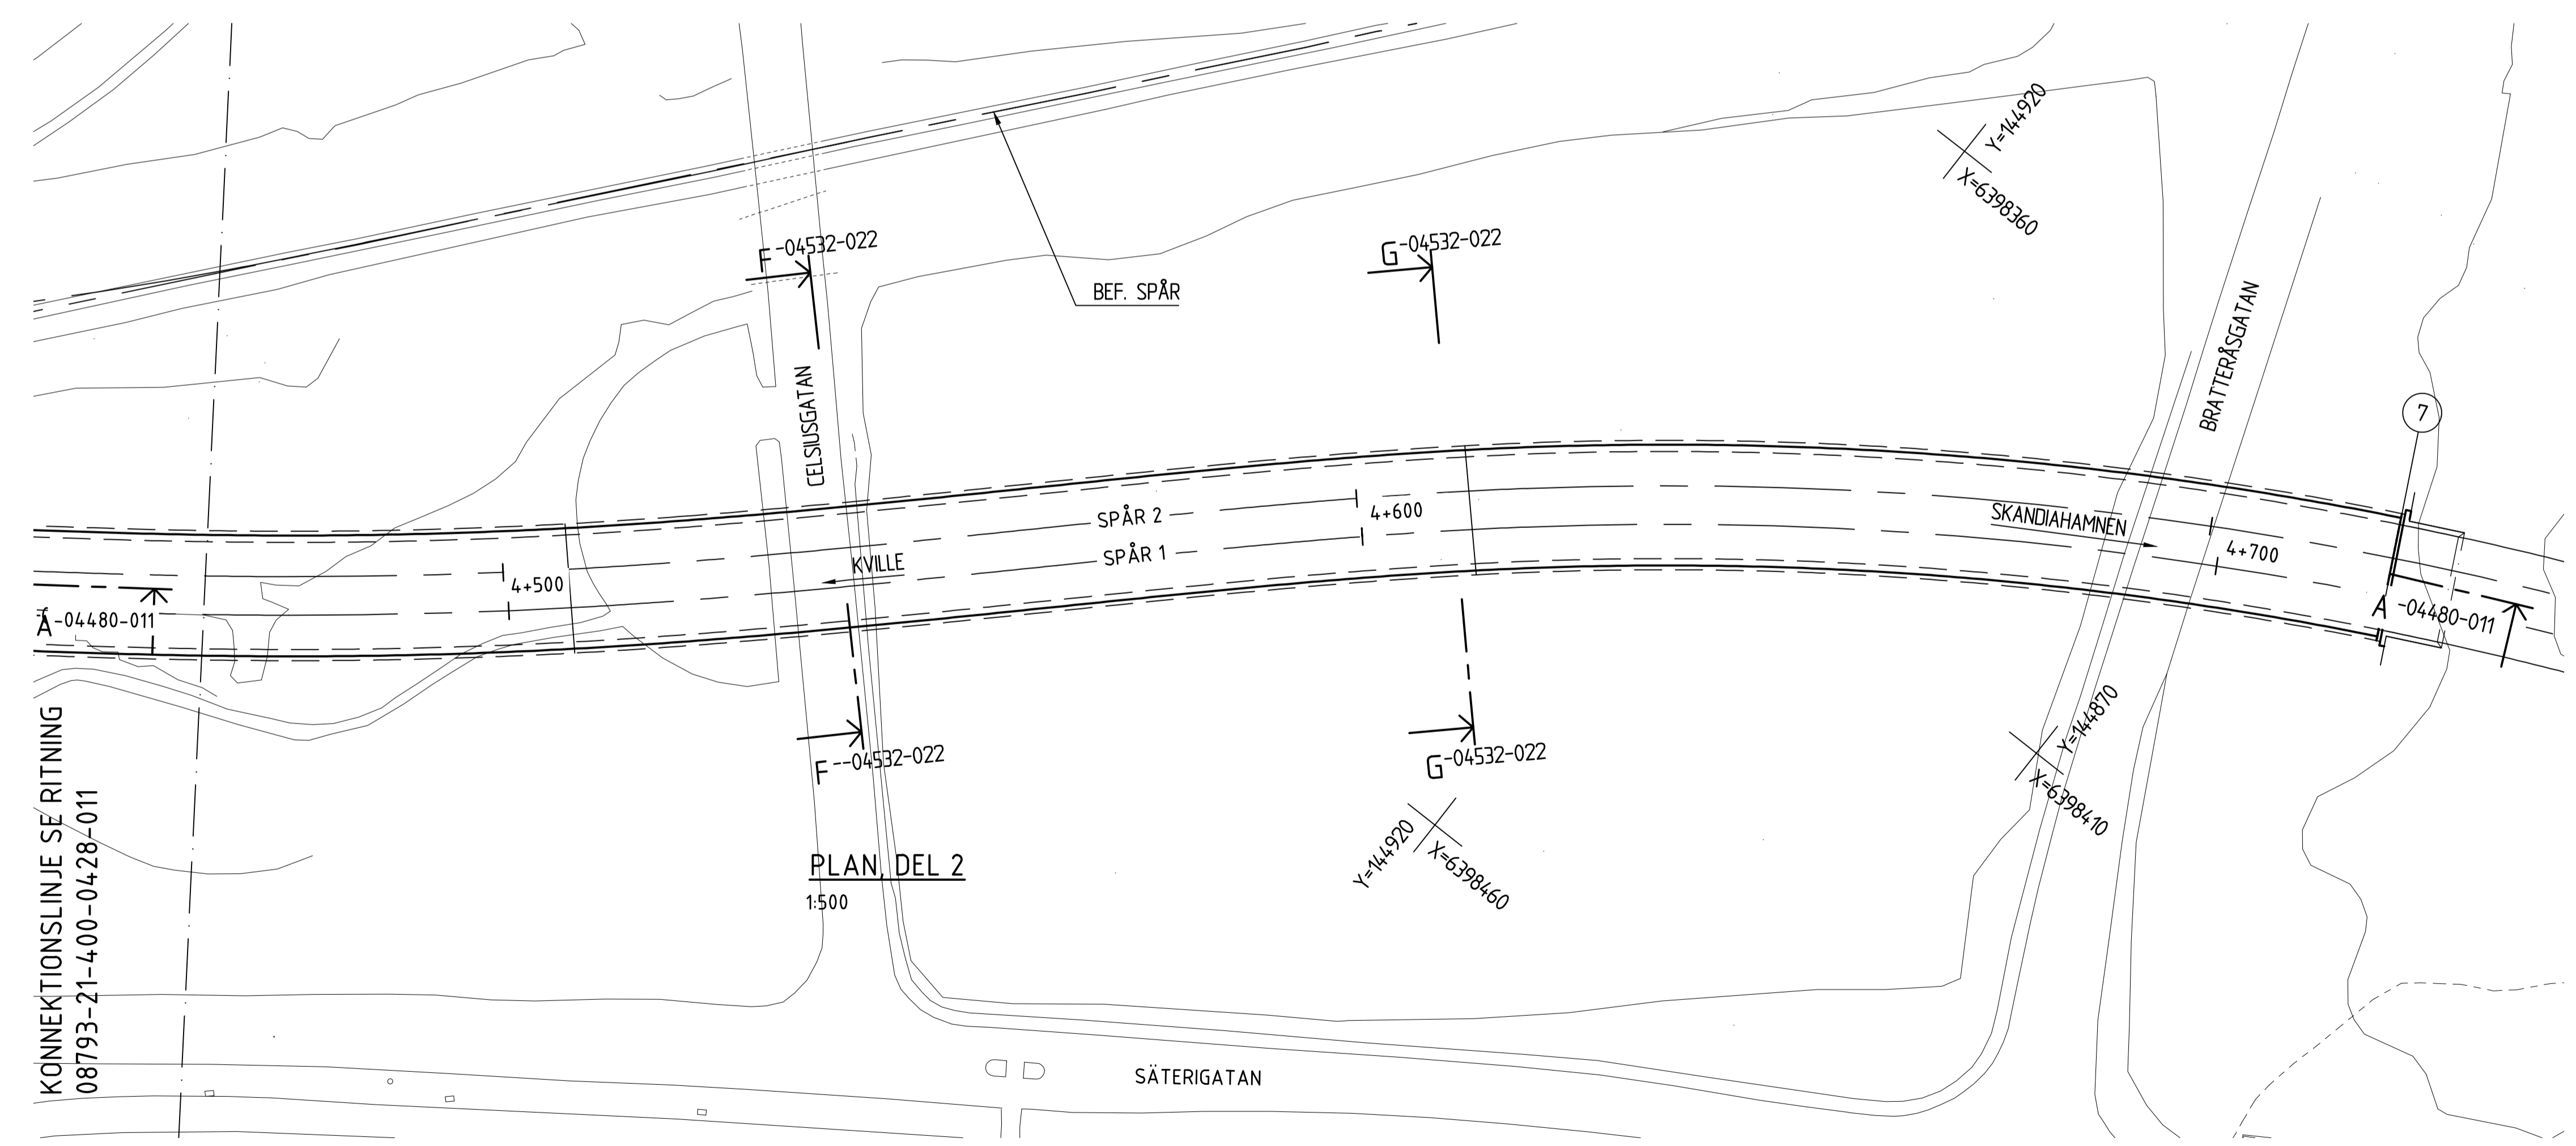 Y=144920
X=6398360
F-04532-022
G-04532-022
BEF. SPÅR
BRATTERÅSGATAN
CELSIUSGATAN
7
SPÅR 2
4+600
SKANDIAHAMNEN
4+700
SPÅR 1
KVILLE
4+500
A-04480-011
A-04480-011
KONNEKTIONSLINJE SE RITNING
08793-21-400-0428-011
F--04532-022
G-04532-022
Y=144870
X=6398410
PLAN, DEL 2
1:500
Y=144920
X=6398460
SÄTERIGATAN